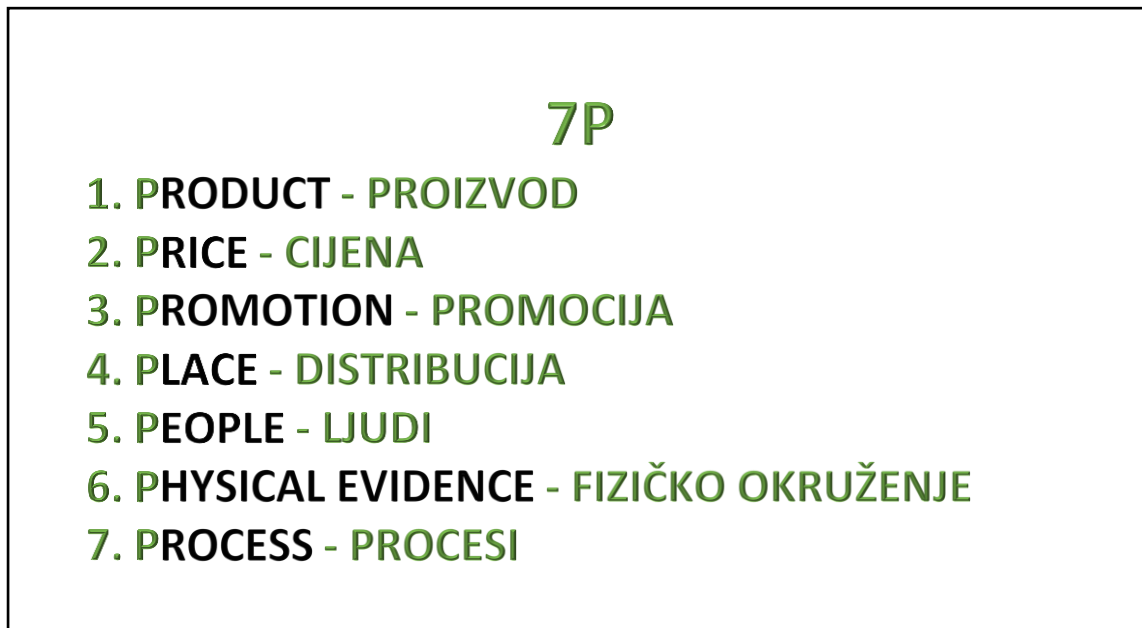 7P
1. PRODUCT - PROIZVOD
2. PRICE - CIJENA
3. PROMOTION - PROMOCIJA
4. PLACE - DISTRIBUCIJA
5. PEOPLE - LJUDI
6. PHYSICAL EVIDENCE - FIZIČKO OKRUŽENJE
7. PROCESS - PROCESI